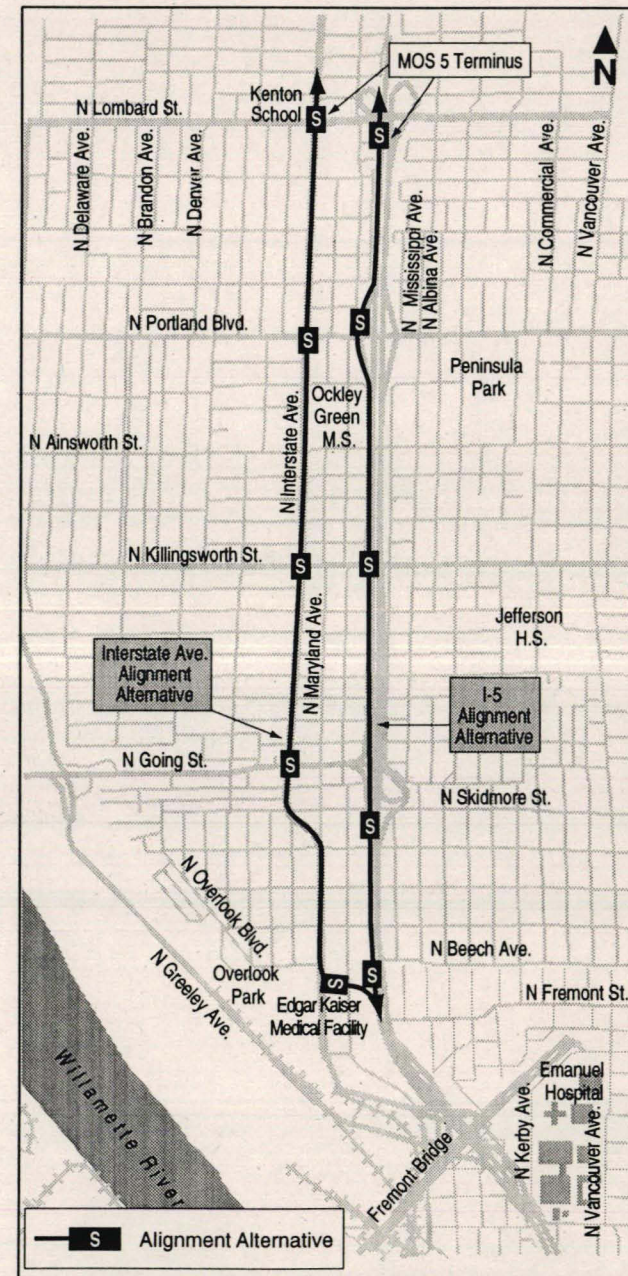 MOS 5 Terminus
N
Kenton
School
S
S
N Lombard St.
N Delaware Ave.
N Brandon Ave.
N Denver Ave.
N Mississippi Ave.
N Albina Ave.
N Commercial Ave.
N Vancouver Ave.
N Portland Blvd.
S
S
Peninsula
Park
Ockley
Green
M.S.
N Interstate Ave.
N Ainsworth St.
N Killingsworth St.
S
S
Jefferson
H.S.
N Maryland Ave.
Interstate Ave.
Alignment
Alternative
I-5
Alignment
Alternative
N Going St.
S
N Skidmore St.
S
N Overlook Blvd.
N Greeley Ave.
Overlook
Park
N Beech Ave.
S
S
N Fremont St.
Edgar Kaiser
Medical Facility
Willamette River
Emanuel
Hospital
N Kerby Ave.
N Vancouver Ave.
Fremont Bridge
S Alignment Alternative